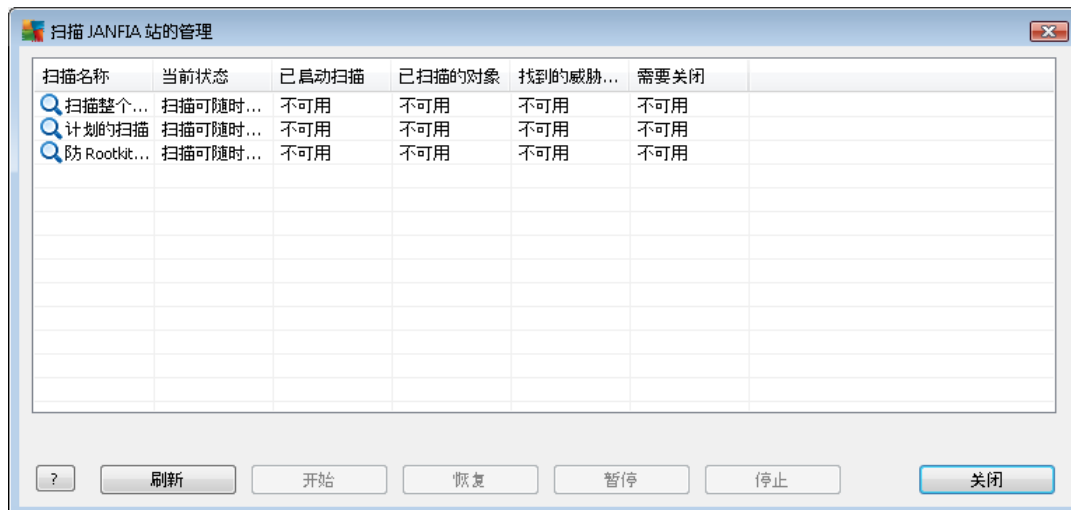 扫描 JANFIA 站的管理
扫描名称 当前状态 已启动扫描 已扫描的对象 找到的威胁... 需要关闭
扫描整个... 扫描可随时... 不可用 不可用 不可用 不可用
计划的扫描 扫描可随时... 不可用 不可用 不可用 不可用
防 Rootkit... 扫描可随时... 不可用 不可用 不可用 不可用
? 刷新 开始 恢复 暂停 停止 关闭